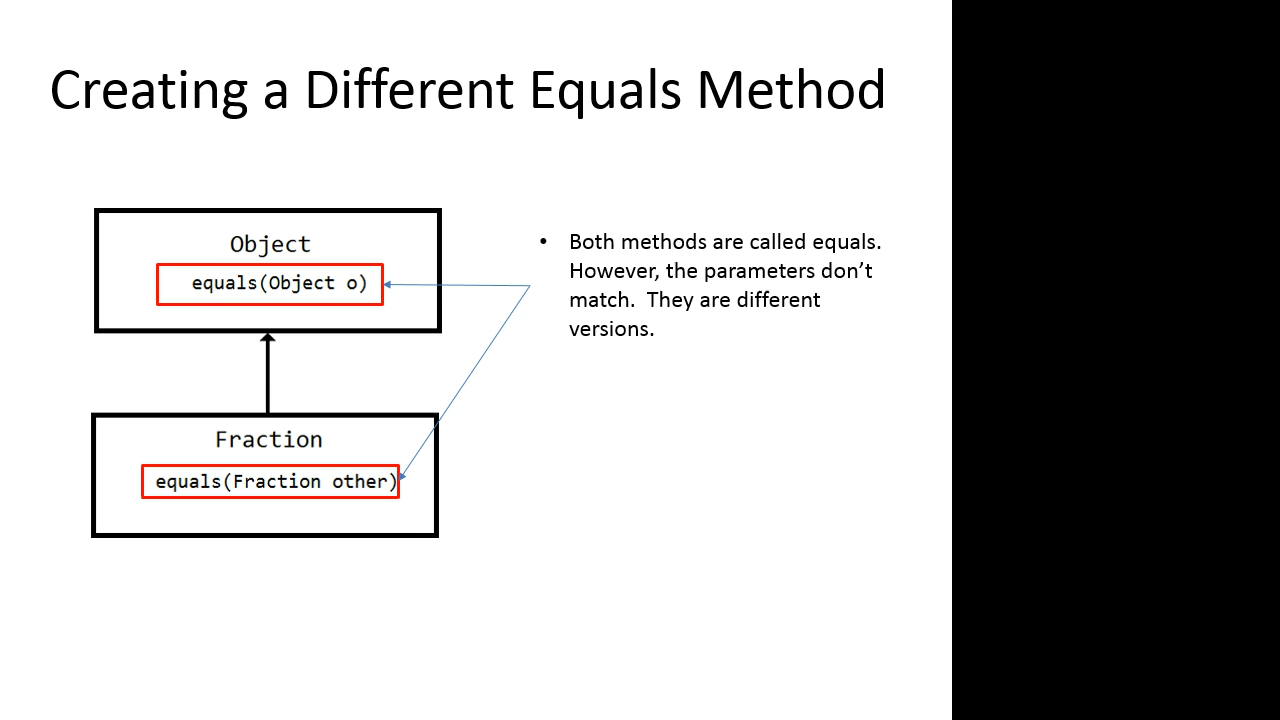 Creating a Different Equals Method
Object
equals(Object o)
Fraction
equals(Fraction other)
• Both methods are called equals.
However, the parameters don’t
match.  They are different
versions.